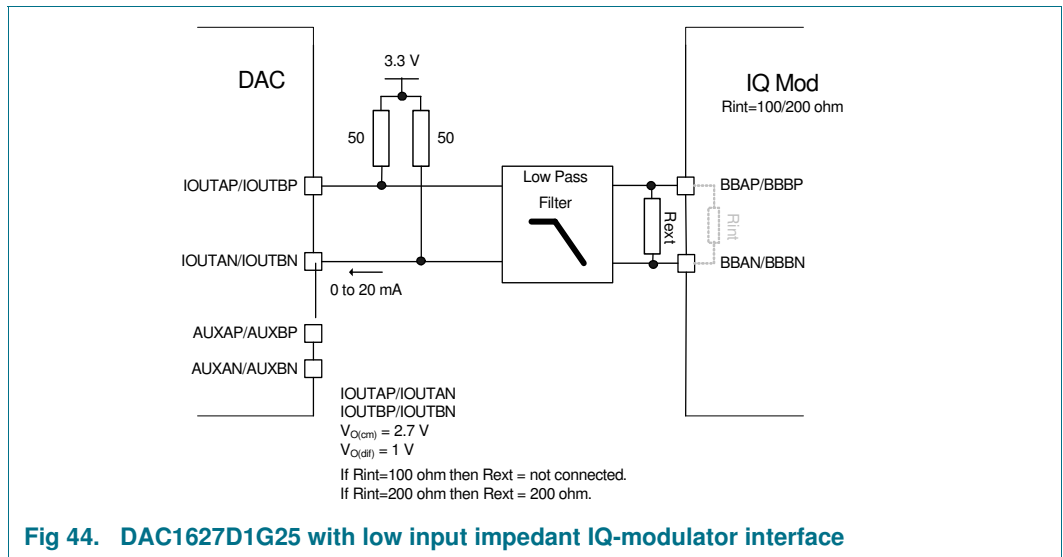 3.3 V
DAC
IQ Mod
Rint=100/200 ohm
50
50
Low Pass
Filter
IOUTAP/IOUTBP
BBAP/BBBP
Rext
Rint
IOUTAN/IOUTBN
BBAN/BBBN
0 to 20 mA
AUXAP/AUXBP
AUXAN/AUXBN
IOUTAP/IOUTAN
IOUTBP/IOUTBN
VO(cm) = 2.7 V
VO(dif) = 1 V
If Rint=100 ohm then Rext = not connected.
If Rint=200 ohm then Rext = 200 ohm.
Fig 44. DAC1627D1G25 with low input impedant IQ-modulator interface